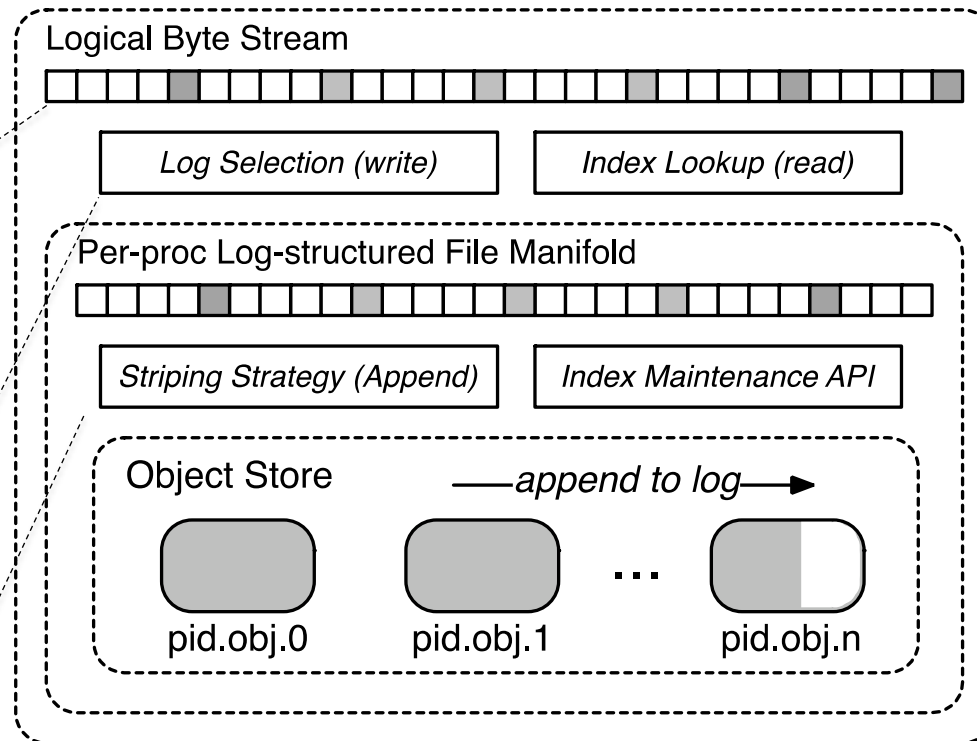 Logical Byte Stream
Log Selection (write)
Index Lookup (read)
Per-proc Log-structured File Manifold
Striping Strategy (Append)
Index Maintenance API
Object Store
append to log
...
pid.obj.0
pid.obj.1
pid.obj.n